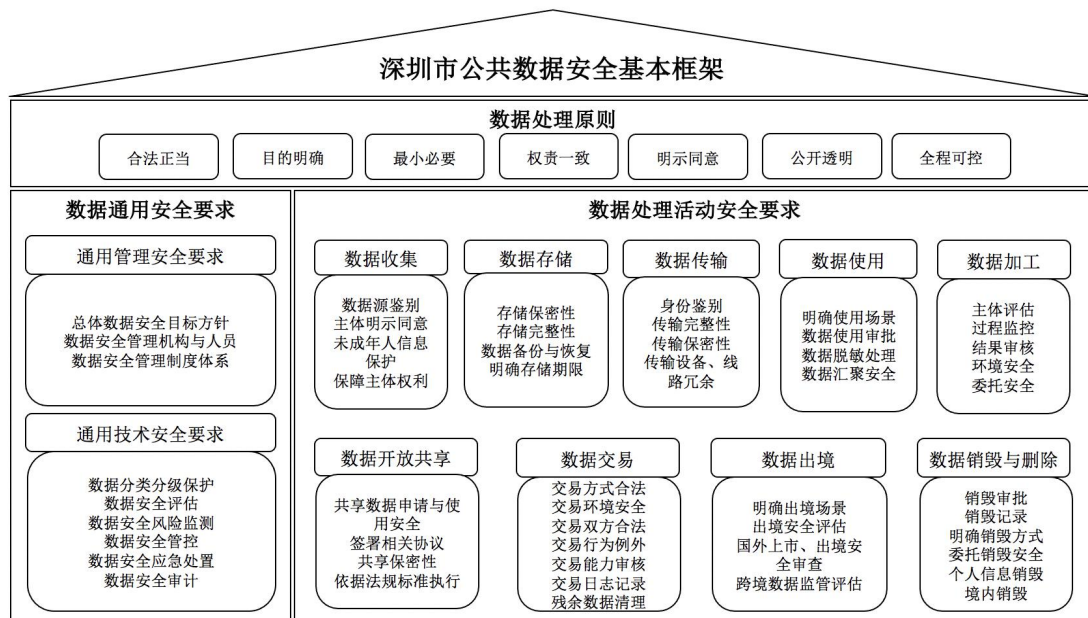 深圳市公共数据安全基本框架
数据处理原则
合法正当
目的明确
最小必要
权责一致
明示同意
公开透明
全程可控
数据通用安全要求
通用管理安全要求
总体数据安全目标方针
数据安全管理机构与人员
数据安全管理制度体系
通用技术安全要求
数据分类分级保护
数据安全评估
数据安全风险监测
数据安全管控
数据安全应急处置
数据安全审计
数据处理活动安全要求
数据收集
数据源鉴别
主体明示同意
未成年人信息
保护
保障主体权利
数据存储
存储保密性
存储完整性
数据备份与恢复
明确存储期限
数据传输
身份鉴别
传输完整性
传输保密性
传输设备、线
路冗余
数据使用
明确使用场景
数据使用审批
数据脱敏处理
数据汇聚安全
数据加工
主体评估
过程监控
结果审核
环境安全
委托安全
数据开放共享
共享数据申请与使
用安全
签署相关协议
共享保密性
依据法规标准执行
数据交易
交易方式合法
交易环境安全
交易双方合法
交易行为例外
交易能力审核
交易日志记录
残余数据清理
数据出境
明确出境场景
出境安全评估
国外上市、出境安
全审查
跨境数据监管评估
数据销毁与删除
销毁审批
销毁记录
明确销毁方式
委托销毁安全
个人信息销毁
境内销毁